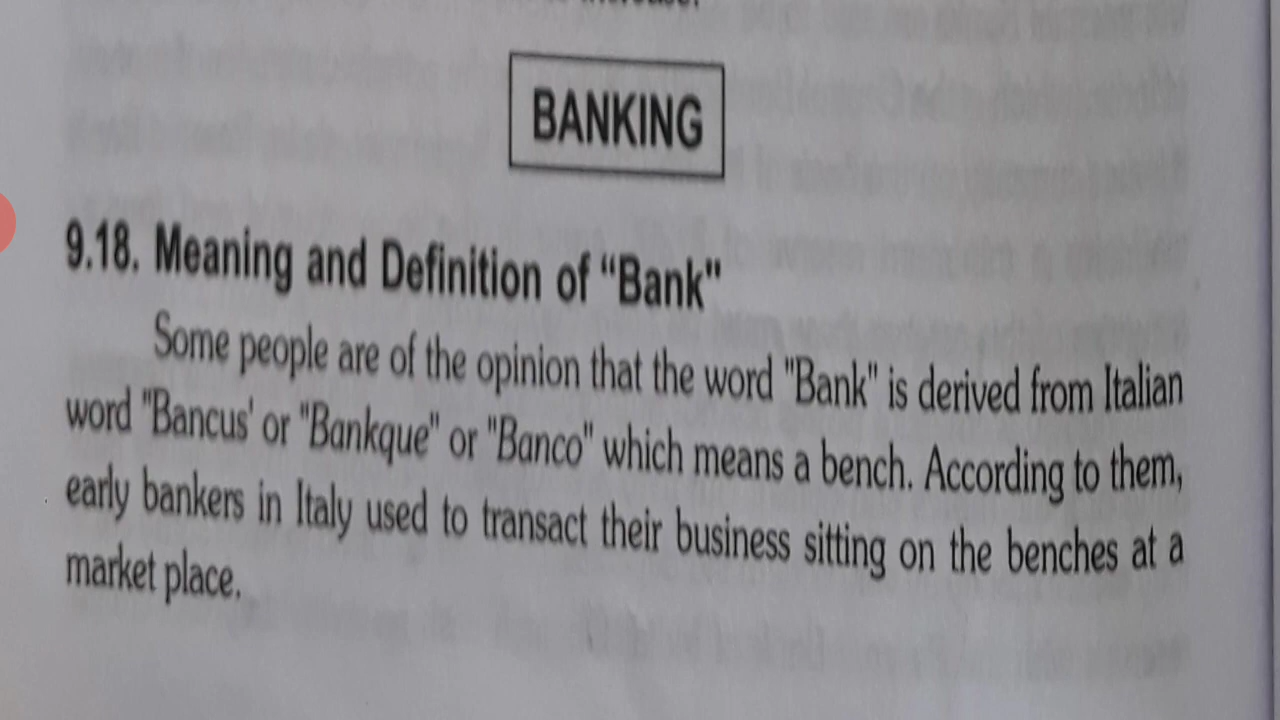 BANKING
9.18. Meaning and Definition of “Bank"
Some people are of the opinion that the word "Bank" is derived from Italian
word "Bancus' or "Bankque" or "Banco" which means a bench. According to them,
early bankers in Italy used to transact their business sitting on the benches at a
market place.